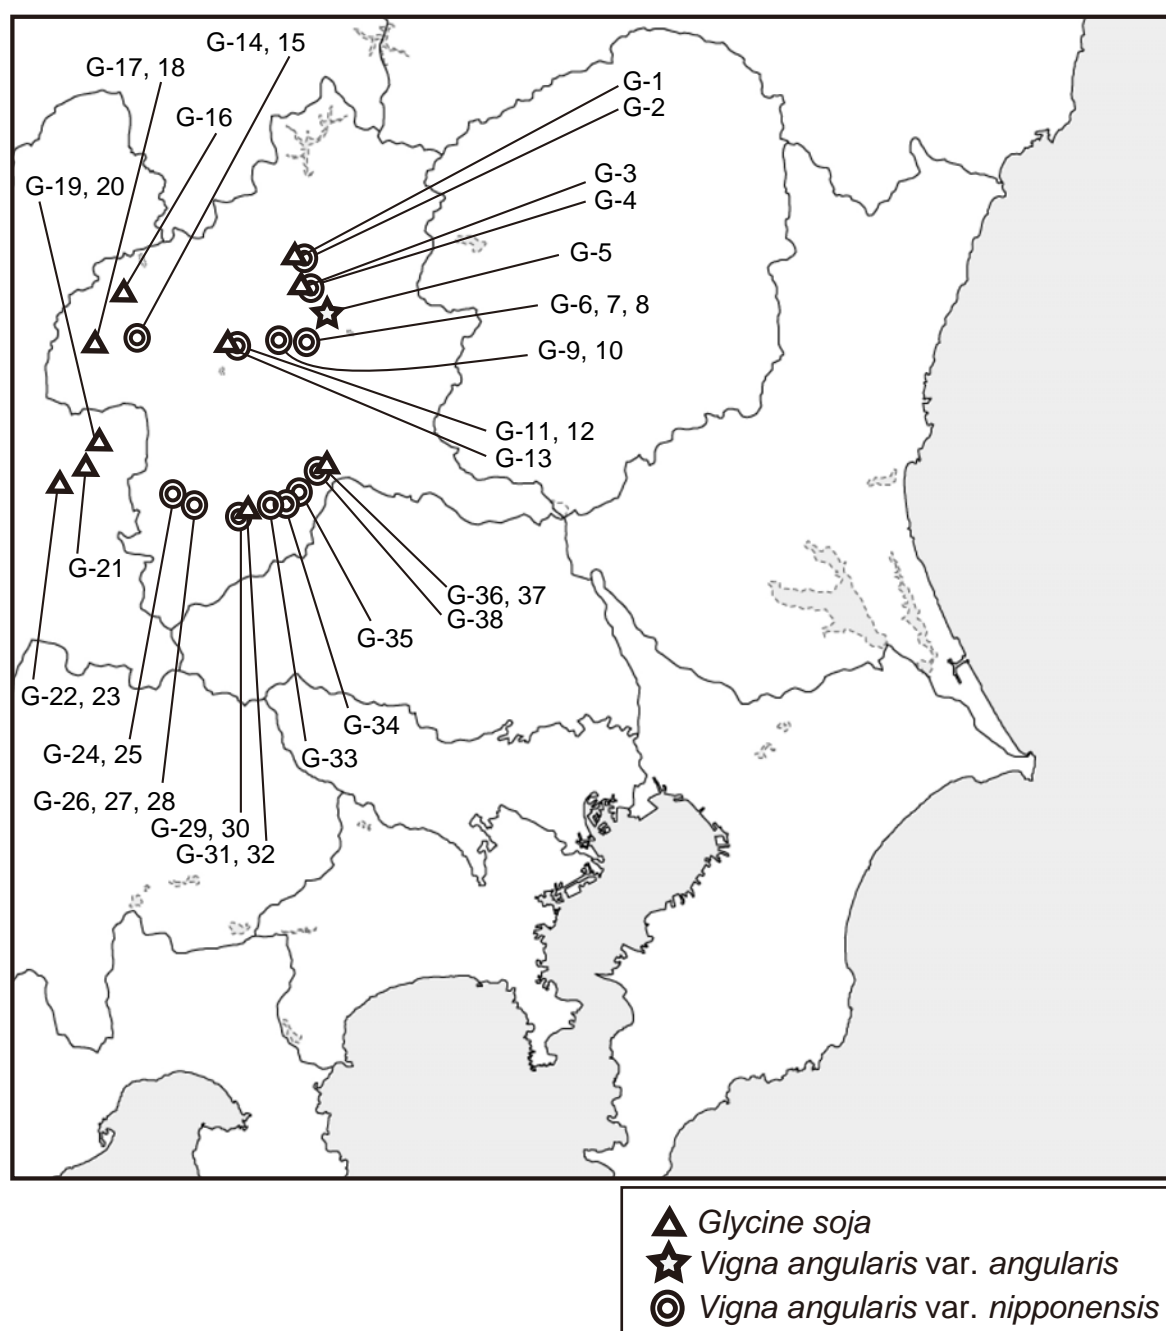 G-14, 15
G-17, 18
G-1
G-2
G-16
G-3
G-19, 20
G-4
G-5
G-6, 7, 8
G-9, 10
G-11, 12
G-13
G-21
G-36, 37
G-38
G-35
G-22, 23
G-34
G-24, 25
G-33
G-26, 27, 28
G-29, 30
G-31, 32
Glycine soja
Vigna angularis var. angularis
Vigna angularis var. nipponensis